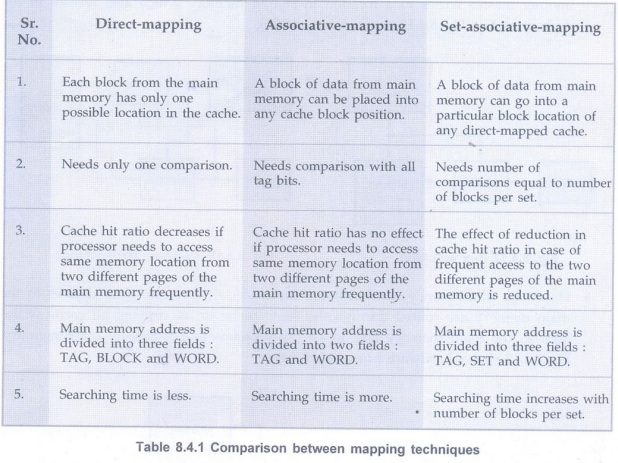 Sr. No.
Direct-mapping
Associative-mapping
Set-associative-mapping
1.
Each block from the main
memory has only one
possible location in the cache.
A block of data from main
memory can be placed into
any cache block position.
A block of data from main
memory can go into a
particular block location of
any direct-mapped cache.
2.
Needs only one comparison.
Needs comparison with all
tag bits.
Needs number of
comparisons equal to number
of blocks per set.
3.
Cache hit ratio decreases if
processor needs to access
same memory location from
two different pages of the
main memory frequently.
Cache hit ratio has no effect
if processor needs to access
same memory location from
two different pages of the
main memory frequently.
The effect of reduction in
cache hit ratio in case of
frequent aceess to the two
different pages of the main
memory is reduced.
4.
Main memory address is
divided into three fields :
TAG, BLOCK and WORD.
Main memory address is
divided into two fields :
TAG and WORD.
Main memory address is
divided into three fields :
TAG, SET and WORD.
5.
Searching time is less.
Searching time is more.
Searching time increases with
number of blocks per set.
Table 8.4.1 Comparison between mapping techniques